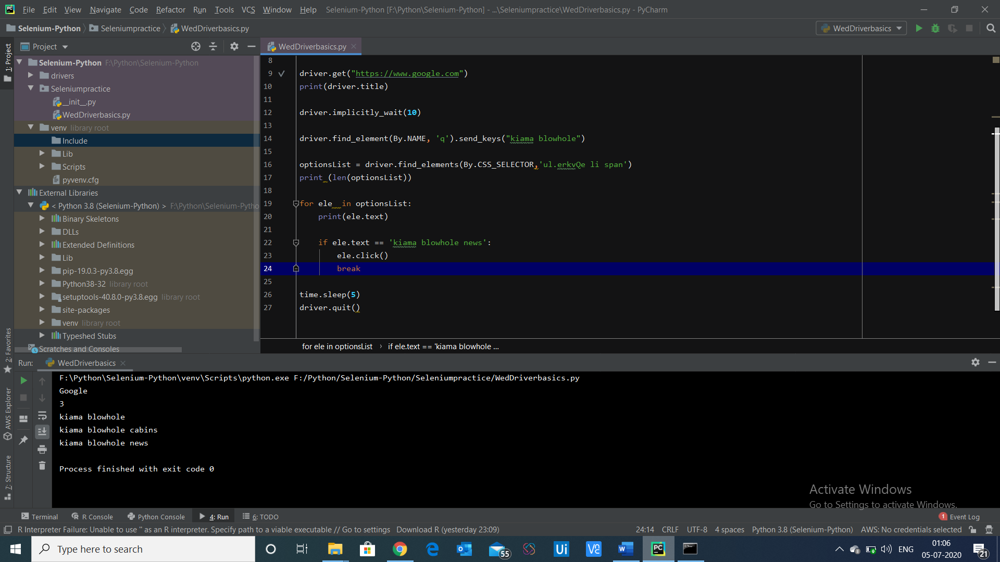 File Edit View Navigate Code Refactor Run Tools VCS Window Help Selenium-Python [F:\Python\Selenium-Python] - ...\Seleniumpractice\WedDriverbasics.py - PyCharm
Selenium-Python Seleniumpractice WedDriverbasics.py WedDriverbasics
1: Project
Project
WedDriverbasics.py
Selenium-Python F:\Python\Selenium-Python
drivers
Seleniumpractice
__init__.py
WedDriverbasics.py
venv library root
Include
Lib
Scripts
pyvenv.cfg
External Libraries
< Python 3.8 (Selenium-Python) > F:\Python\Selenium-Pytho
Binary Skeletons
DLLs
Extended Definitions
Lib
pip-19.0.3-py3.8.egg
Python38-32 library root
setuptools-40.8.0-py3.8.egg library root
site-packages
venv library root
Typeshed Stubs
Scratches and Consoles
8
9 driver.get("https://www.google.com")
10 print(driver.title)
11
12 driver.implicitly_wait(10)
13
14 driver.find_element(By.NAME, 'q').send_keys("kiama blowhole")
15
16 optionsList = driver.find_elements(By.CSS_SELECTOR,'ul.erkvQe li span')
17 print (len(optionsList))
18
19 for ele  in optionsList:
20 print(ele.text)
21
22 if ele.text == 'kiama blowhole news':
23 ele.click()
24 break
25
26 time.sleep(5)
27 driver.quit()
for ele in optionsList › if ele.text == 'kiama blowhole ...
2: Favorites
AWS Explorer
7: Structure
Run: WedDriverbasics
F:\Python\Selenium-Python\venv\Scripts\python.exe F:/Python/Selenium-Python/Seleniumpractice/WedDriverbasics.py
Google
3
kiama blowhole
kiama blowhole cabins
kiama blowhole news
Process finished with exit code 0
Activate Windows
Go to Settings to activate Windows.
Terminal R Console Python Console 4: Run 6: TODO 1 Event Log
R Interpreter Failure: Unable to use '' as an R interpreter. Specify path to a viable executable // Go to settings Download R (yesterday 23:09) 24:14 CRLF UTF-8 4 spaces Python 3.8 (Selenium-Python) AWS: No credentials selected
Type here to search 55 Ui PC ENG 01:06
05-07-2020 21